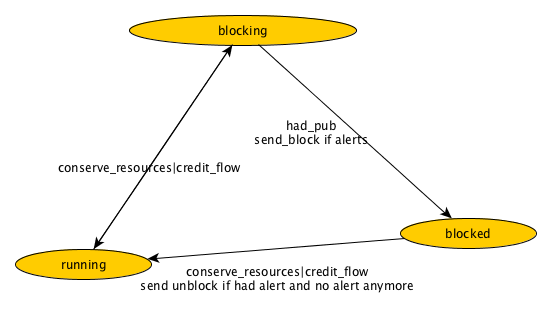 blocking
had_pub
send_block if alerts
conserve_resources|credit_flow
blocked
running
conserve_resources|credit_flow
send unblock if had alert and no alert anymore